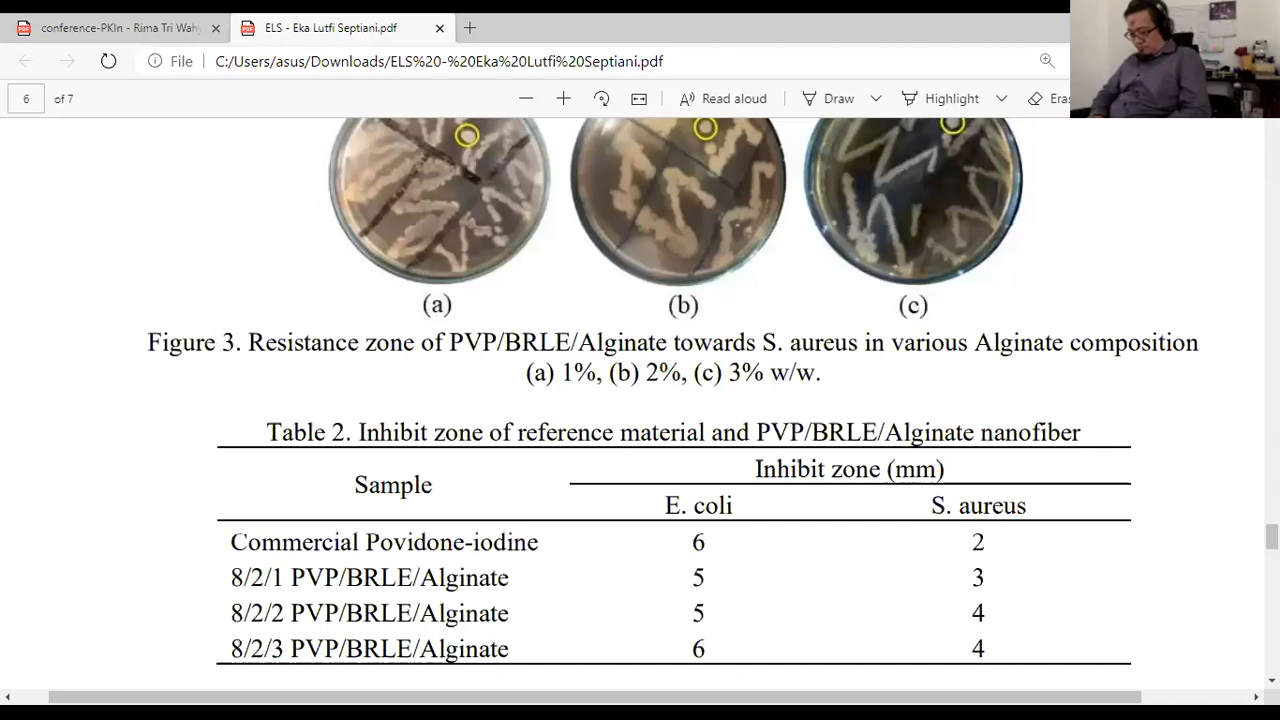 conference-PKIn - Rima Tri Wahy
ELS - Eka Lutfi Septiani.pdf
File
C:/Users/asus/Downloads/ELS%20-%20Eka%20Lutfi%20Septiani.pdf
6 of 7
Read aloud
Draw
Highlight
Eras
(a)
(b)
(c)
Figure 3. Resistance zone of PVP/BRLE/Alginate towards S. aureus in various Alginate composition
(a) 1%, (b) 2%, (c) 3% w/w.
Table 2. Inhibit zone of reference material and PVP/BRLE/Alginate nanofiber
Sample
Inhibit zone (mm)
E. coli S. aureus
Commercial Povidone-iodine 6 2
8/2/1 PVP/BRLE/Alginate 5 3
8/2/2 PVP/BRLE/Alginate 5 4
8/2/3 PVP/BRLE/Alginate 6 4